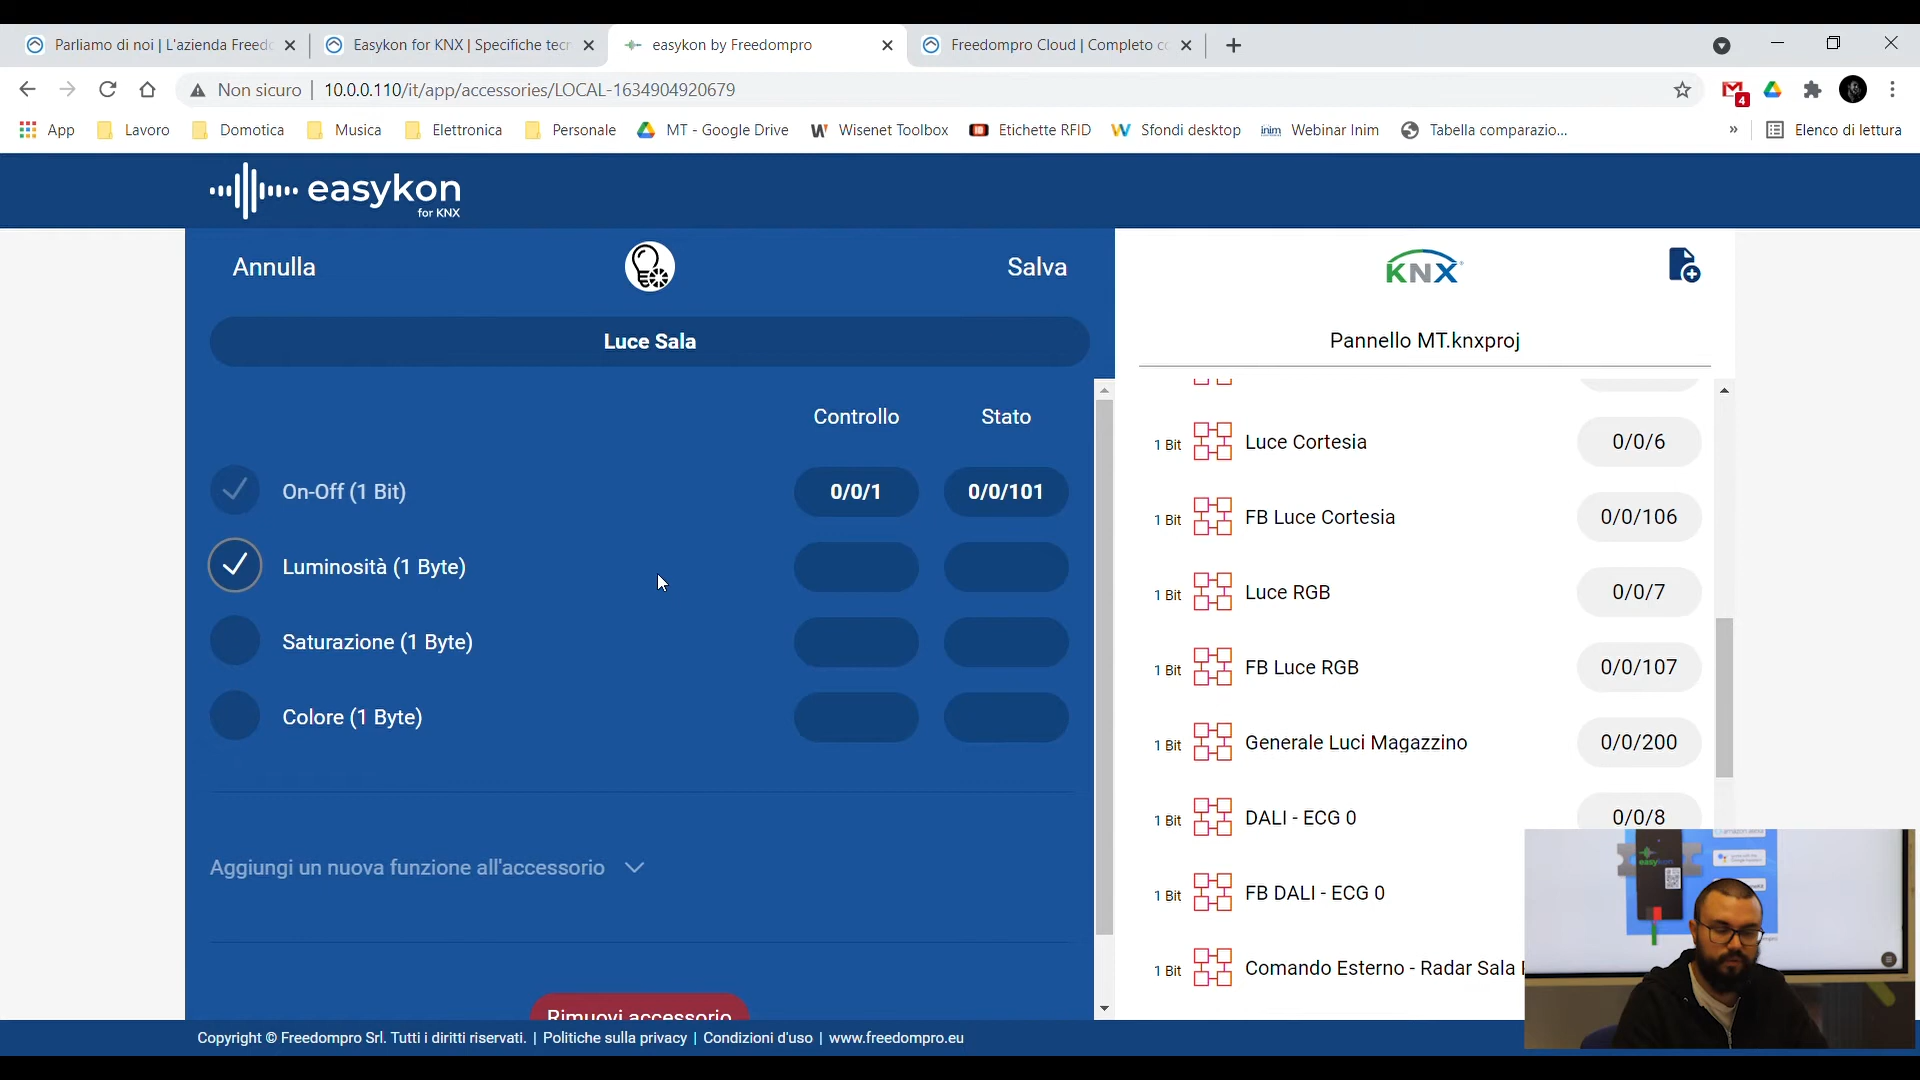 Parliamo di noi | L'azienda Freed
Easykon for KNX | Specifiche tecn
easykon by Freedompro
Freedompro Cloud | Completo co
Non sicuro
10.0.0.110/it/app/accessories/LOCAL-1634904920679
4
App
Lavoro
Domotica
Musica
Elettronica
Personale
MT - Google Drive
Wisenet Toolbox
Etichette RFID
Sfondi desktop
inim Webinar Inim
Tabella comparazio...
»
Elenco di lettura
easykon
for KNX
Annulla
Salva
Luce Sala
Controllo
Stato
On-Off (1 Bit)
0/0/1
0/0/101
Luminosità (1 Byte)
Saturazione (1 Byte)
Colore (1 Byte)
Aggiungi un nuova funzione all'accessorio
Rimuovi accessorio
KNX
Pannello MT.knxproj
1 Bit Luce Cortesia 0/0/6
1 Bit FB Luce Cortesia 0/0/106
1 Bit Luce RGB 0/0/7
1 Bit FB Luce RGB 0/0/107
1 Bit Generale Luci Magazzino 0/0/200
1 Bit DALI - ECG 0 0/0/8
1 Bit FB DALI - ECG 0
1 Bit Comando Esterno - Radar Sala
easykon
Copyright © Freedompro Srl. Tutti i diritti riservati. | Politiche sulla privacy | Condizioni d'uso | www.freedompro.eu